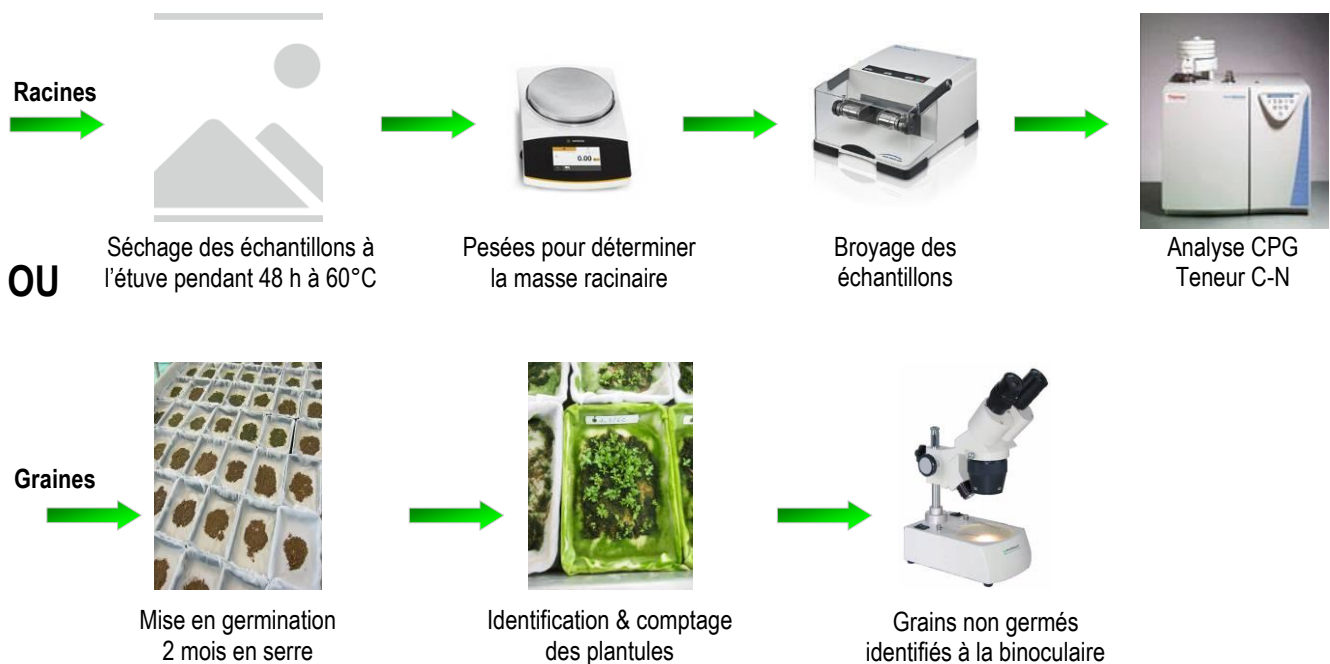 Racines
Séchage des échantillons à
l’étuve pendant 48 h à 60°C
Pesées pour déterminer
la masse racinaire
0.00
Broyage des
échantillons
Analyse CPG
Teneur C-N
OU
Graines
Mise en germination
2 mois en serre
Identification & comptage
des plantules
Grains non germés
identifiés à la binoculaire